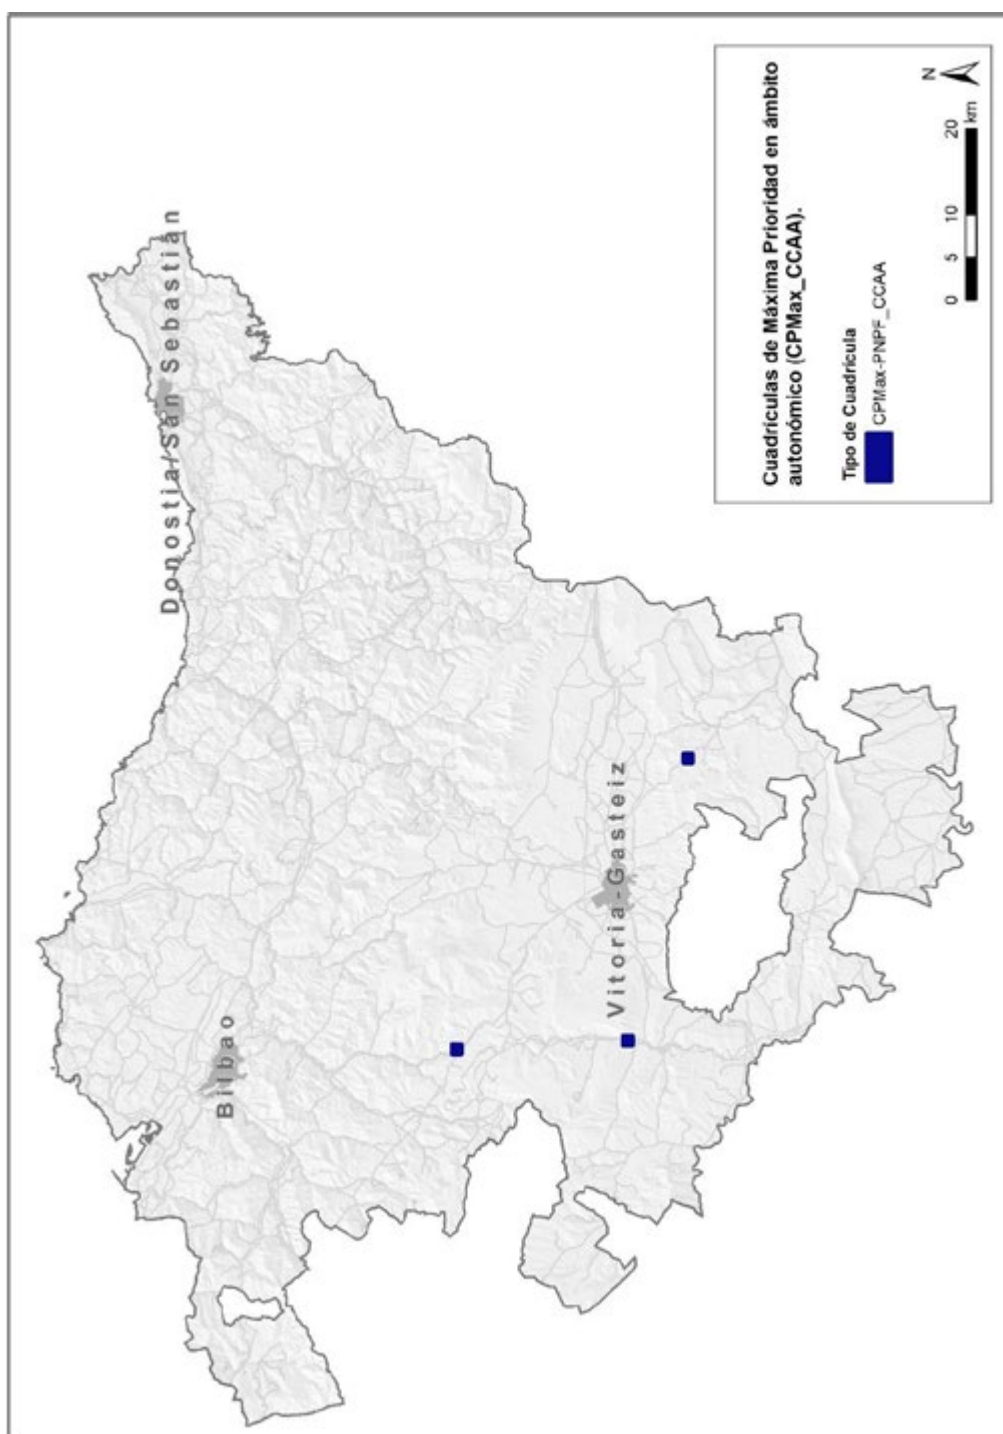 Donostia/San Sebastián
Bilbao
Vitoria-Gasteiz
Cuadrículas de Máxima Prioridad en ámbito
autonómico (CPMax_CCAA).
Tipo de Cuadrícula
CPMax-PNPF_CCAA
N
0 5 10 20
km